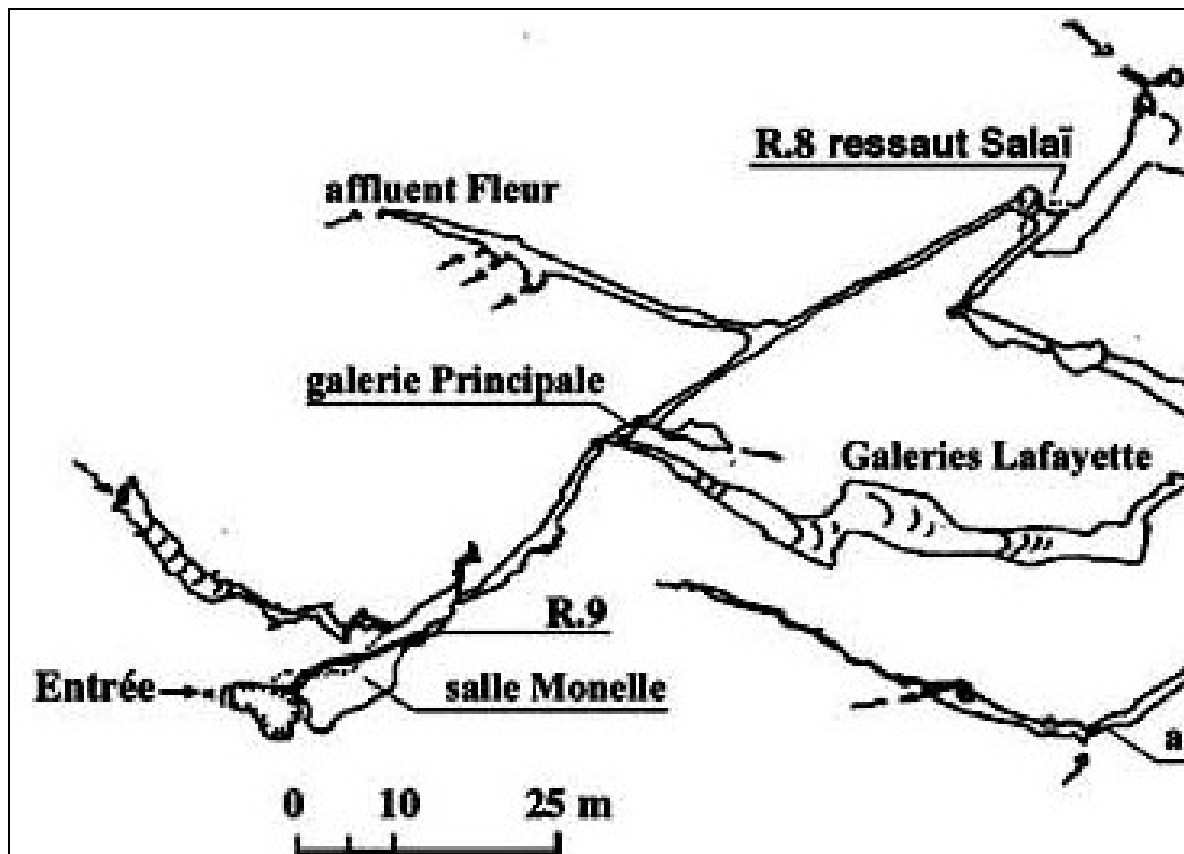 R.8 ressaut Salaï
affluent Fleur
galerie Principale
Galeries Lafayette
R.9
Entrée
salle Monelle
a
0 10 25 m